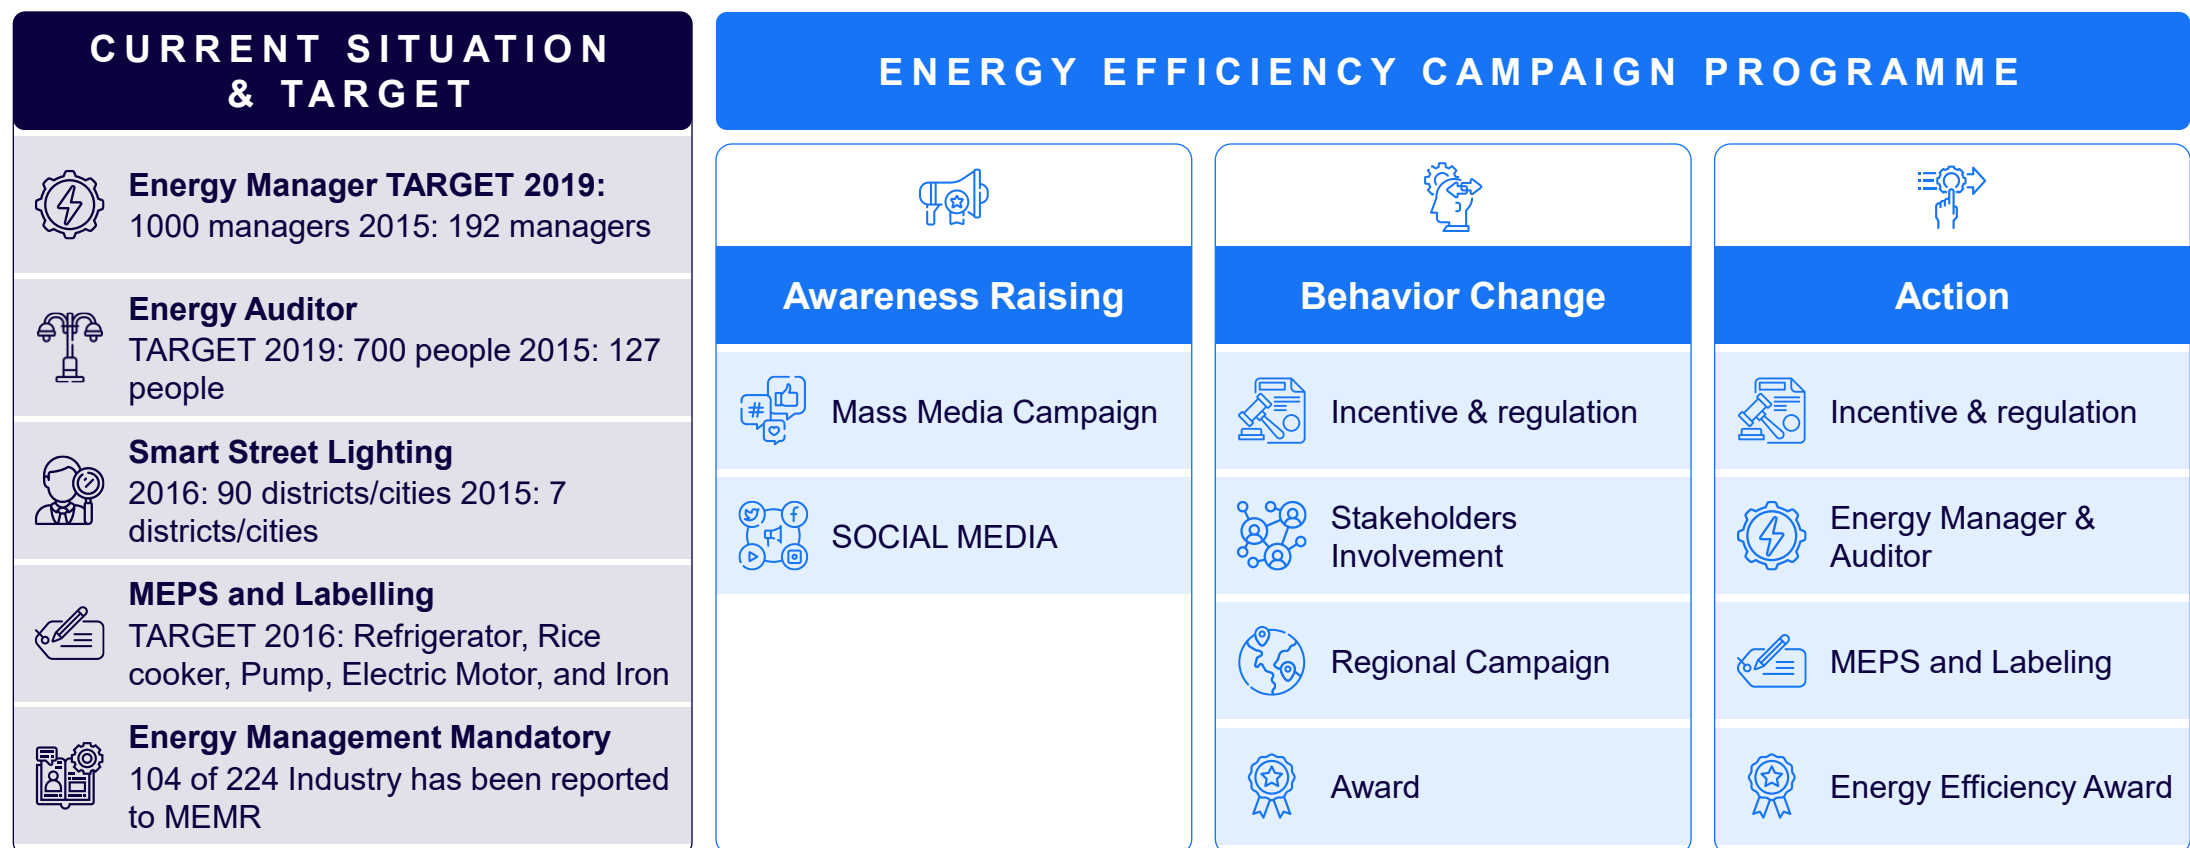 CURRENT SITUATION
& TARGET
Energy Manager TARGET 2019:
1000 managers 2015: 192 managers
Energy Auditor
TARGET 2019: 700 people 2015: 127
people
Smart Street Lighting
2016: 90 districts/cities 2015: 7
districts/cities
MEPS and Labelling
TARGET 2016: Refrigerator, Rice
cooker, Pump, Electric Motor, and Iron
Energy Management Mandatory
104 of 224 Industry has been reported
to MEMR
ENERGY EFFICIENCY CAMPAIGN PROGRAMME
Awareness Raising
Mass Media Campaign
SOCIAL MEDIA
Behavior Change
Incentive & regulation
Stakeholders
Involvement
Regional Campaign
Award
Action
Incentive & regulation
Energy Manager &
Auditor
MEPS and Labeling
Energy Efficiency Award